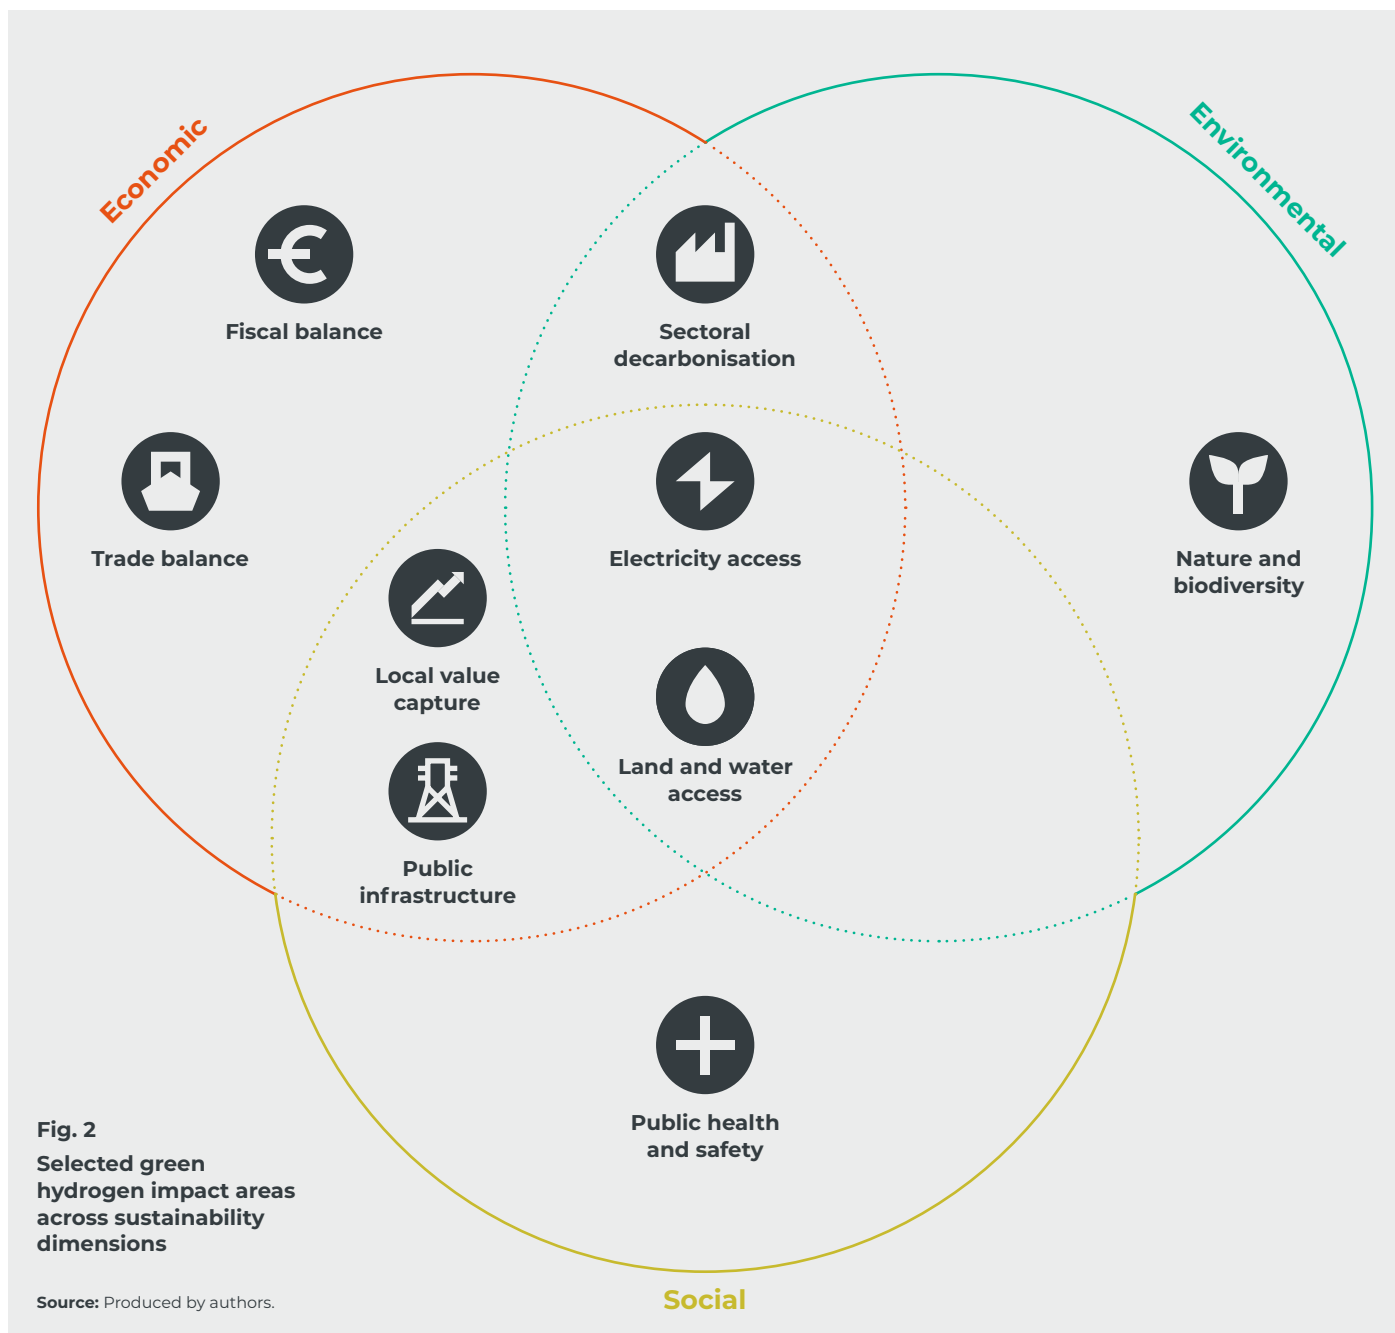 Economic
Environmental
Fiscal balance
Sectoral
decarbonisation
Trade balance
Electricity access
Nature and
biodiversity
Local value
capture
Land and water
access
Public
infrastructure
Public health
and safety
Fig. 2
Selected green
hydrogen impact areas
across sustainability
dimensions
Source: Produced by authors.
Social